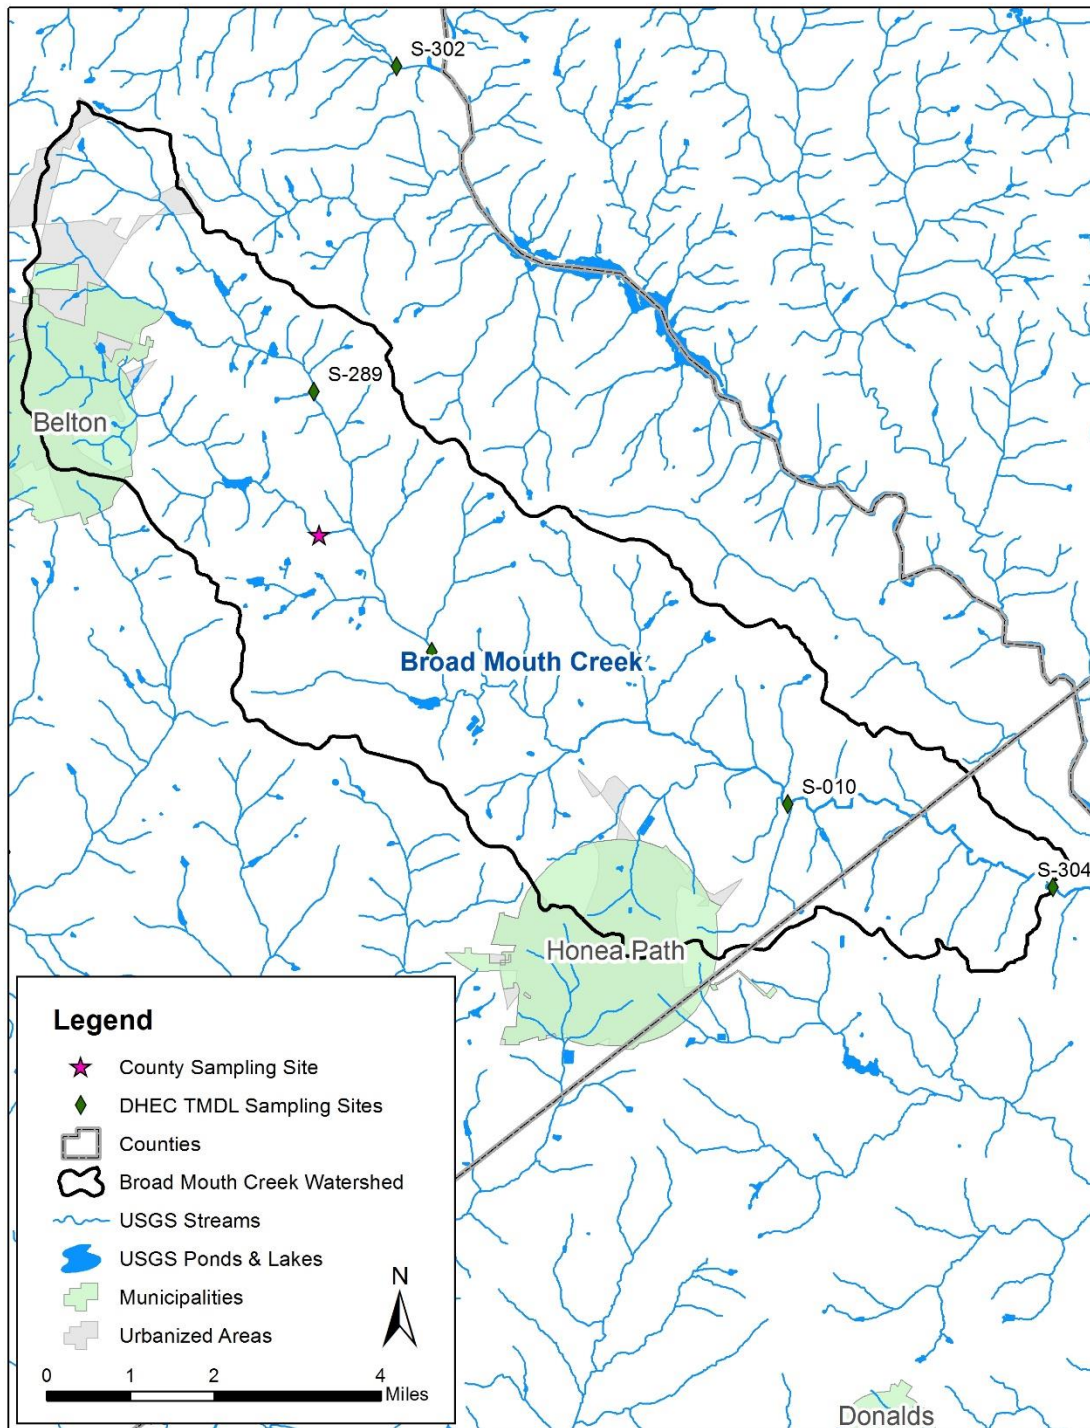 S-302
S-289
Belton
Broad Mouth Creek
S-010
S-304
Honea Path
Legend
County Sampling Site
DHEC TMDL Sampling Sites
Counties
Broad Mouth Creek Watershed
USGS Streams
USGS Ponds & Lakes
Municipalities
Urbanized Areas
N
0 1 2 4
Miles
Donalds